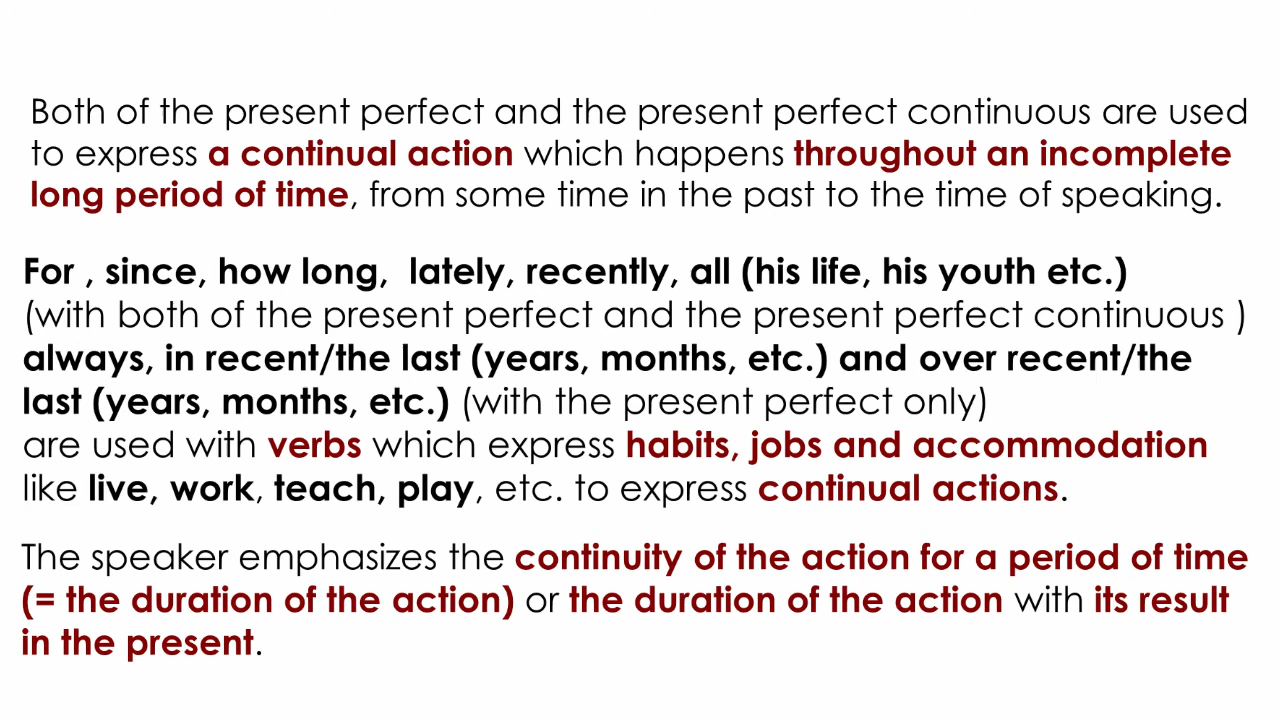 Both of the present perfect and the present perfect continuous are used
to express a continual action which happens throughout an incomplete
long period of time, from some time in the past to the time of speaking.
For , since, how long,  lately, recently, all (his life, his youth etc.)
(with both of the present perfect and the present perfect continuous )
always, in recent/the last (years, months, etc.) and over recent/the
last (years, months, etc.) (with the present perfect only)
are used with verbs which express habits, jobs and accommodation
like live, work, teach, play, etc. to express continual actions.
The speaker emphasizes the continuity of the action for a period of time
(= the duration of the action) or the duration of the action with its result
in the present.